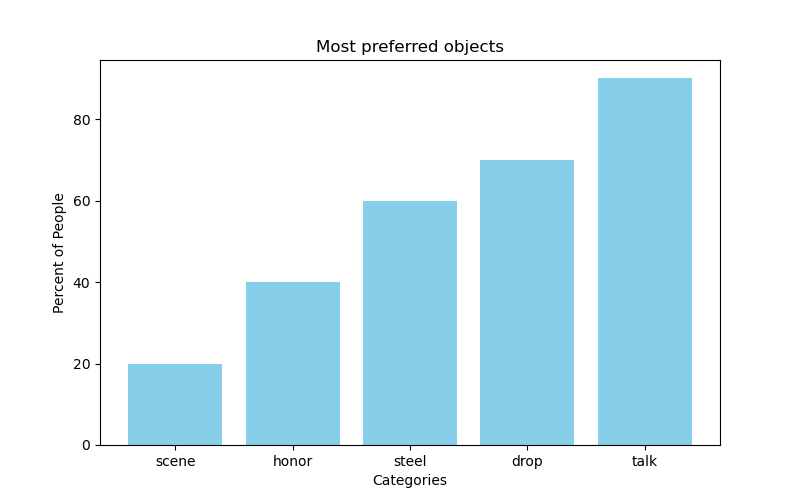 Most preferred objects
Percent of People
80
60
40
20
0
scene honor steel drop talk
Categories